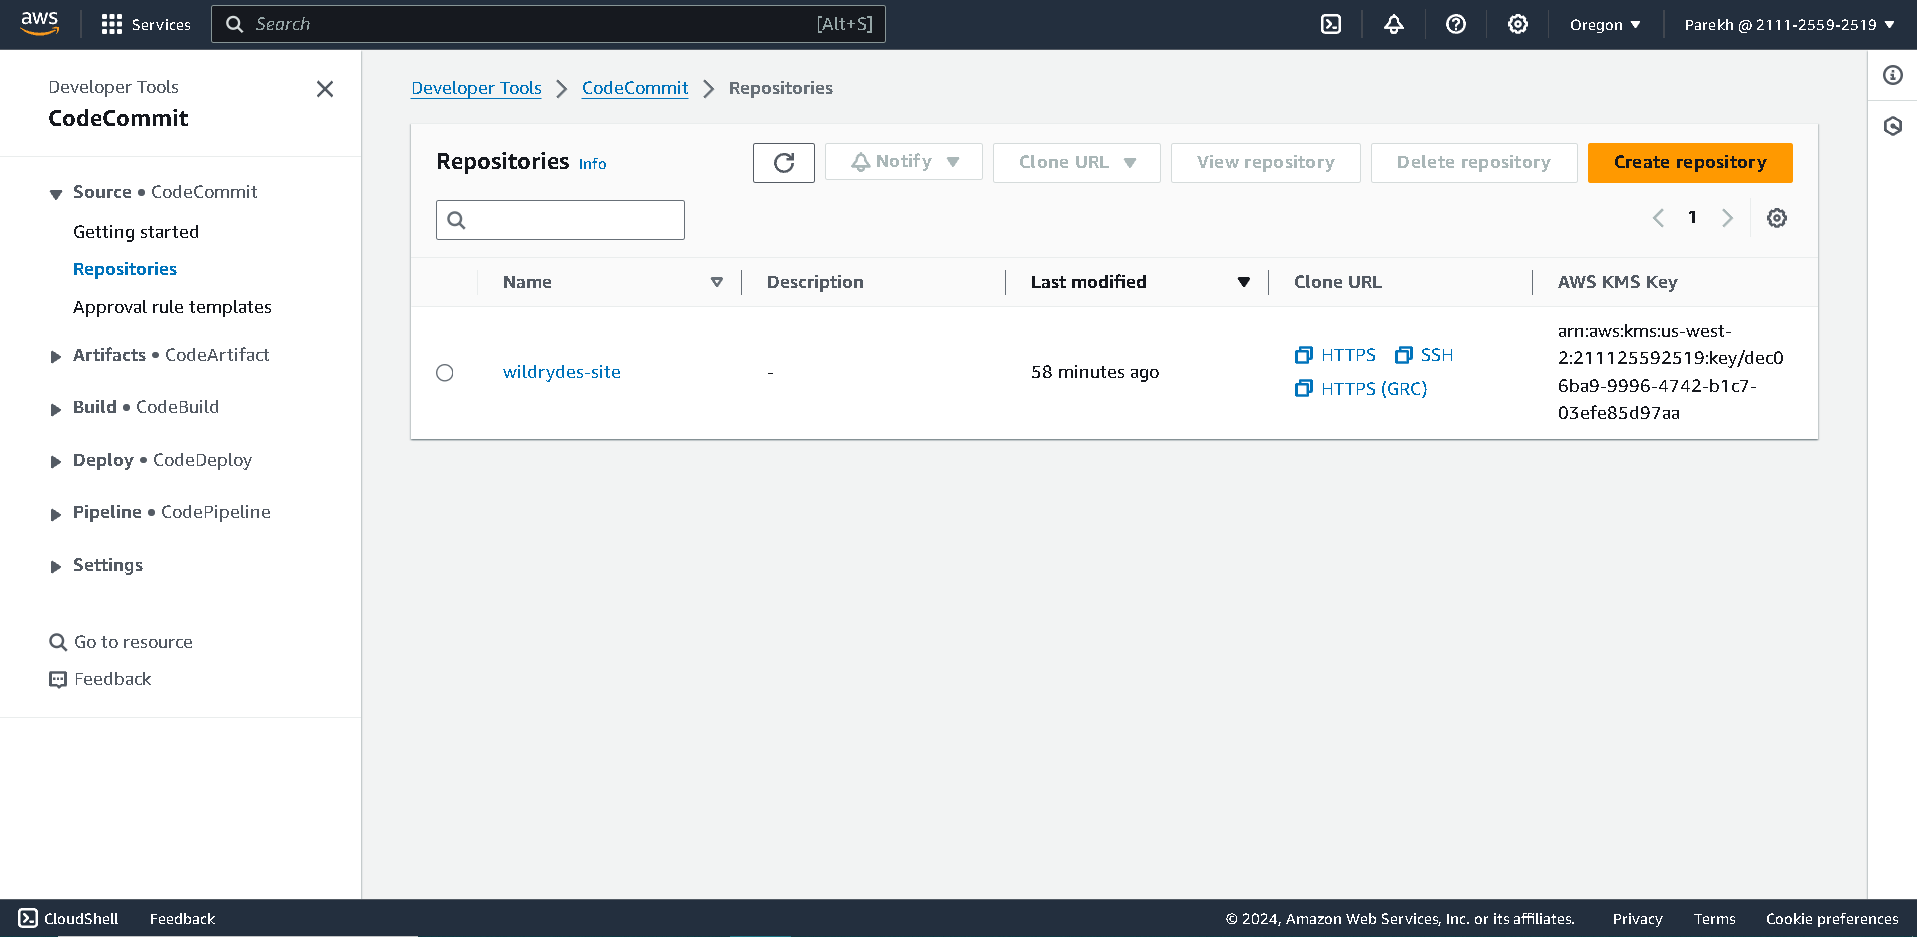 aws
Services
Search
[Alt+S]
Oregon
Parekh @ 2111-2559-2519
Developer Tools
CodeCommit
Source • CodeCommit
Getting started
Repositories
Approval rule templates
Artifacts • CodeArtifact
Build • CodeBuild
Deploy • CodeDeploy
Pipeline • CodePipeline
Settings
Go to resource
Feedback
Developer Tools
CodeCommit
Repositories
Repositories Info
Notify
Clone URL
View repository
Delete repository
Create repository
1
Name
Description
Last modified
Clone URL
AWS KMS Key
wildrydes-site
-
58 minutes ago
HTTPS
SSH
HTTPS (GRC)
arn:aws:kms:us-west-
2:211125592519:key/dec0
6ba9-9996-4742-b1c7-
03efe85d97aa
CloudShell
Feedback
© 2024, Amazon Web Services, Inc. or its affiliates.
Privacy
Terms
Cookie preferences